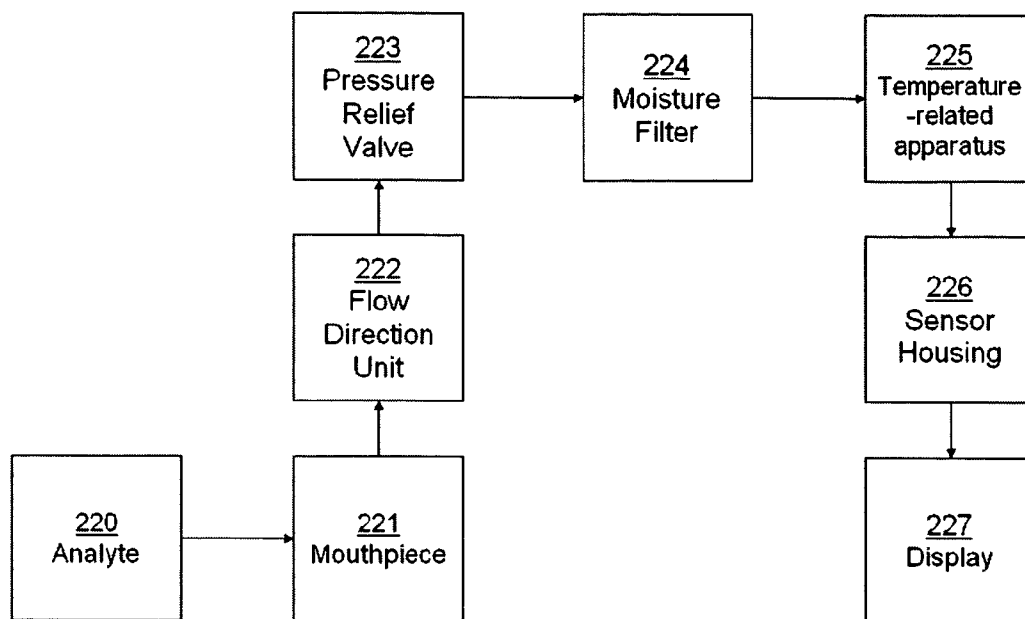 223
Pressure
Relief
Valve
224
Moisture
Filter
225
Temperature
-related
apparatus
222
Flow
Direction
Unit
226
Sensor
Housing
220
Analyte
221
Mouthpiece
227
Display